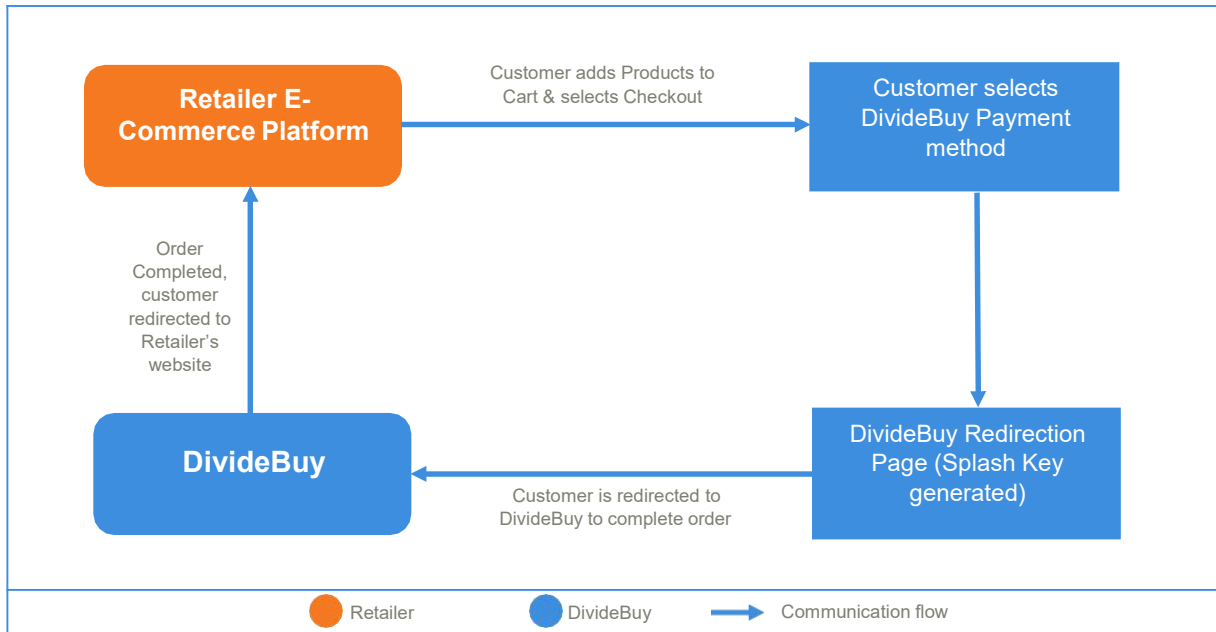 Retailer E-
Commerce Platform
Customer adds Products to
Cart & selects Checkout
Customer selects
DivideBuy Payment
method
Order
Completed,
customer
redirected to
Retailer’s
website
DivideBuy
Customer is redirected to
DivideBuy to complete order
DivideBuy Redirection
Page (Splash Key
generated)
Retailer
DivideBuy
Communication flow